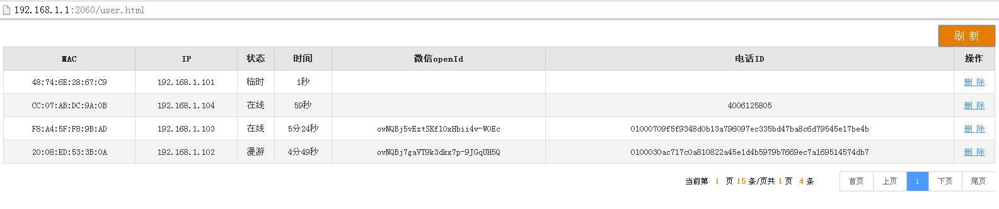 192.168.1.1:2060/user.html
刷 新
MAC IP 状态 时间 微信openId 电话ID 操作
48:74:6E:28:67:C9 192.168.1.101 临时 1秒 删 除
CC:07:AB:DC:9A:0B 192.168.1.104 在线 59秒 4006125805 删 除
F8:A4:5F:F8:9B:AD 192.168.1.103 在线 5分24秒 ovNQBj5vEztSKflOxHbii4v-WOEc 01000709f5f9348d0b13a796097ec335bd47ba8c6d79545e17be4b 删 除
20:08:ED:53:3B:0A 192.168.1.102 漫游 4分49秒 ovNQBj7gaVT9k3dkx7p-9JGqUH5Q 0100030ac717c0a810822a45e1d4b5979b7669ec7a169514574db7 删 除
当前第 1 页 15 条/页共 1 页 4 条 首页 上页 1 下页 尾页